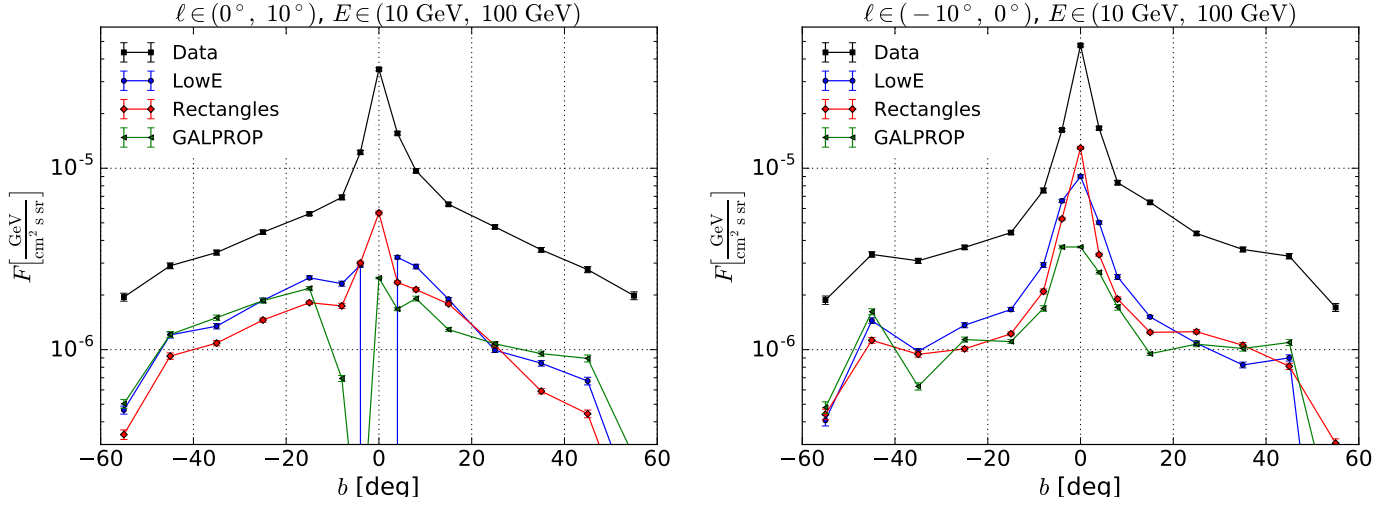 ℓ∈(0°, 10°), E∈(10 GeV, 100 GeV)
Data
LowE
Rectangles
GALPROP
10⁻⁵
10⁻⁶
F[GeV/cm² s sr]
−60 −40 −20 0 20 40 60
b [deg]
ℓ∈(−10°, 0°), E∈(10 GeV, 100 GeV)
Data
LowE
Rectangles
GALPROP
10⁻⁵
10⁻⁶
F[GeV/cm² s sr]
−60 −40 −20 0 20 40 60
b [deg]